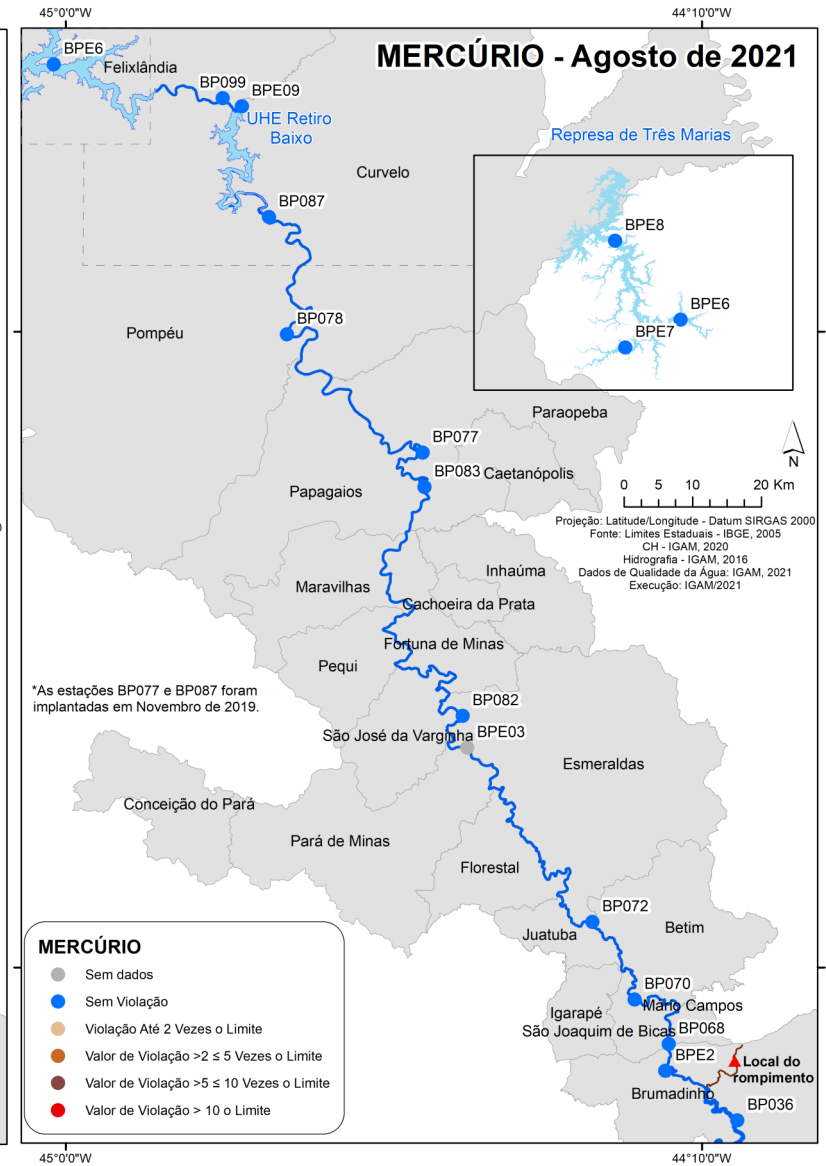 45°0'0"W
44°10'0"W
MERCÚRIO - Agosto de 2021
BPE6
Felixlândia
BP099
BPE09
UHE Retiro
Baixo
Represa de Três Marias
Curvelo
BP087
BPE8
BPE6
BPE7
BP078
Pompéu
Paraopeba
N
BP077
BP083
Caetanópolis
Papagaios
0 5 10 20 Km
Projeção: Latitude/Longitude - Datum SIRGAS 2000
Fonte: Limites Estaduais - IBGE, 2005
CH - IGAM, 2020
Hidrografia - IGAM, 2016
Dados de Qualidade da Água: IGAM, 2021
Execução: IGAM/2021
Inhaúma
Maravilhas
Cachoeira da Prata
Fortuna de Minas
Pequi
*As estações BP077 e BP087 foram
implantadas em Novembro de 2019.
BP082
São José da Varginha
BPE03
Esmeraldas
Conceição do Pará
Pará de Minas
Florestal
BP072
Juatuba
Betim
BP070
Mário Campos
Igarapé
São Joaquim de Bicas
BP068
BPE2
Local do
rompimento
Brumadinho
BP036
MERCÚRIO
Sem dados
Sem Violação
Violação Até 2 Vezes o Limite
Valor de Violação >2 ≤ 5 Vezes o Limite
Valor de Violação >5 ≤ 10 Vezes o Limite
Valor de Violação > 10 o Limite
45°0'0"W
44°10'0"W